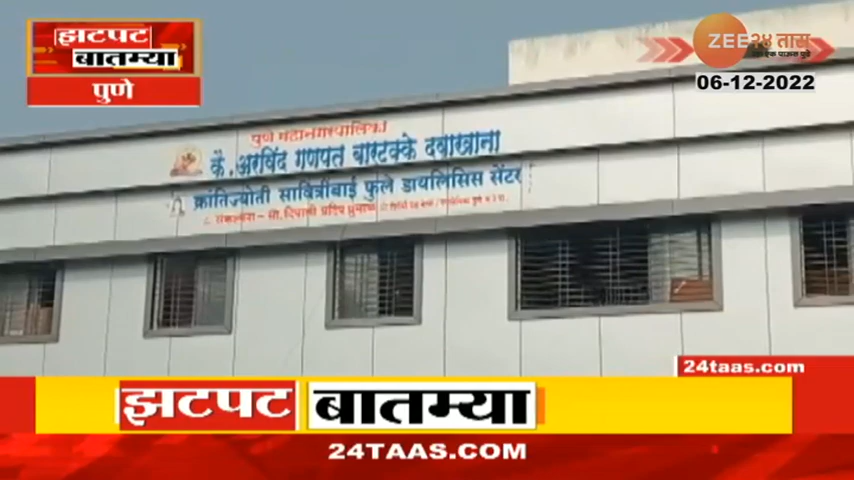 झटपट
बातम्या
पुणे
ZEE २४ तास
06-12-2022
पुणे महानगरपालिका
कै. अरविंद गणपत बारटक्के दवाखाना
क्रांतिज्योती सावित्रीबाई फुले डायलिसिस सेंटर
24taas.com
झटपट बातम्या
24TAAS.COM